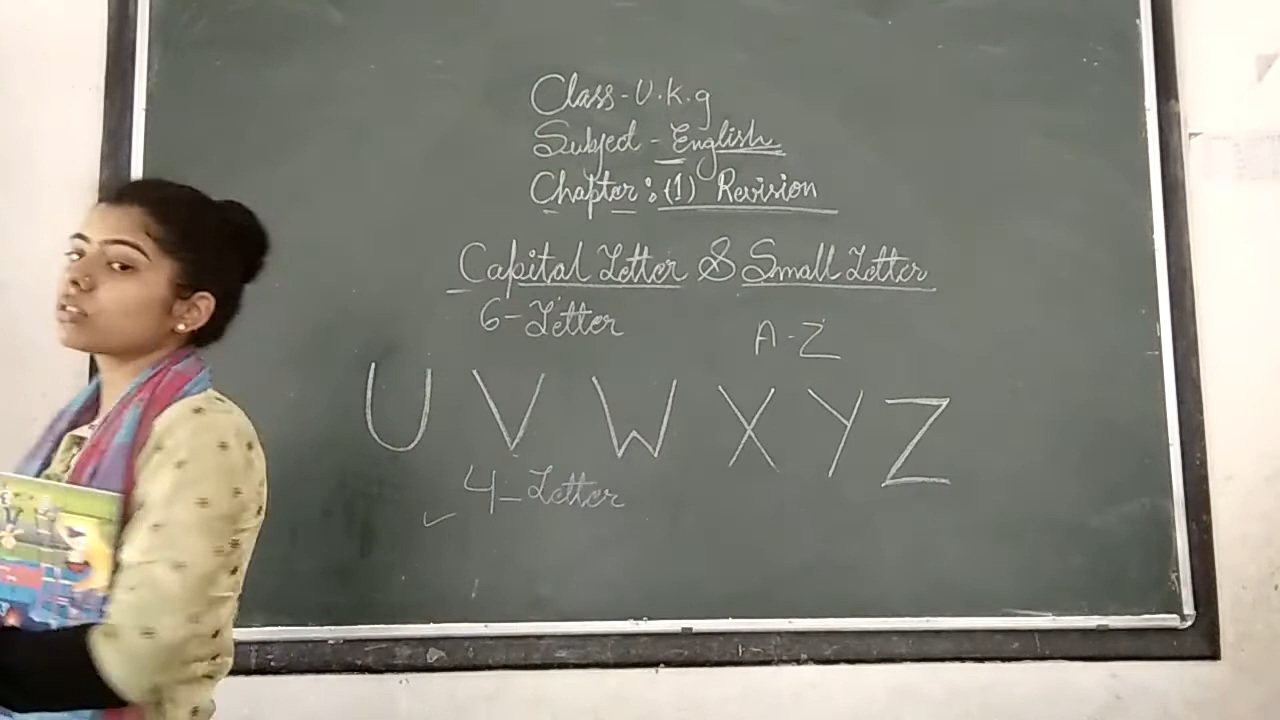 Class - U.K.g
Subject - English
Chapter : (1) Revision
Capital Letter & Small Letter
6 - Letter
A - Z
U V W X Y Z
4 - Letter